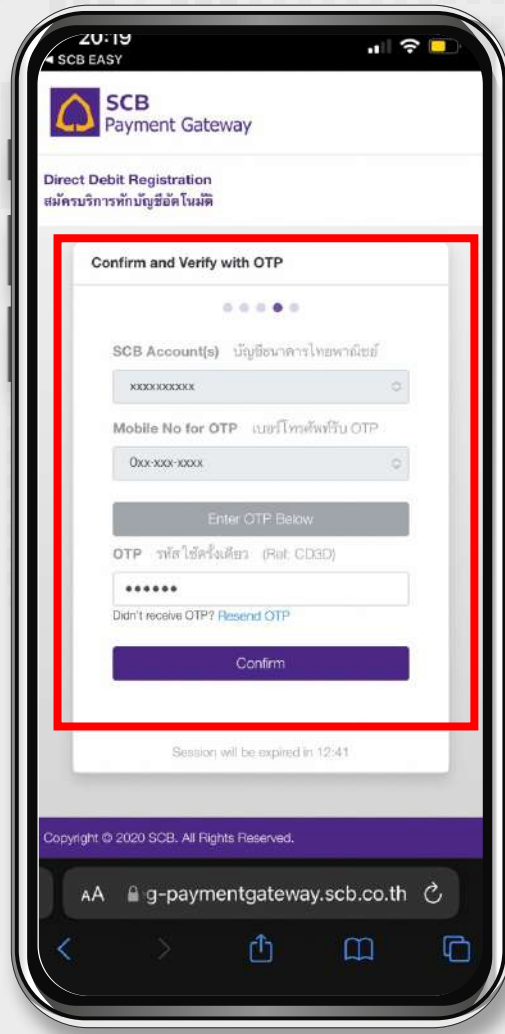 20:19
◀ SCB EASY
SCB
Payment Gateway
Direct Debit Registration
สมัครบริการหักบัญชีอัตโนมัติ
Confirm and Verify with OTP
SCB Account(s) บัญชีธนาคารไทยพาณิชย์
xxxxxxxxxx
Mobile No for OTP เบอร์โทรศัพท์รับ OTP
0xx-xxx-xxxx
Enter OTP Below
OTP รหัสใช้ครั้งเดียว (Ref: CD3D)
••••••
Didn't receive OTP? Resend OTP
Confirm
Session will be expired in 12:41
Copyright © 2020 SCB. All Rights Reserved.
AA g-paymentgateway.scb.co.th